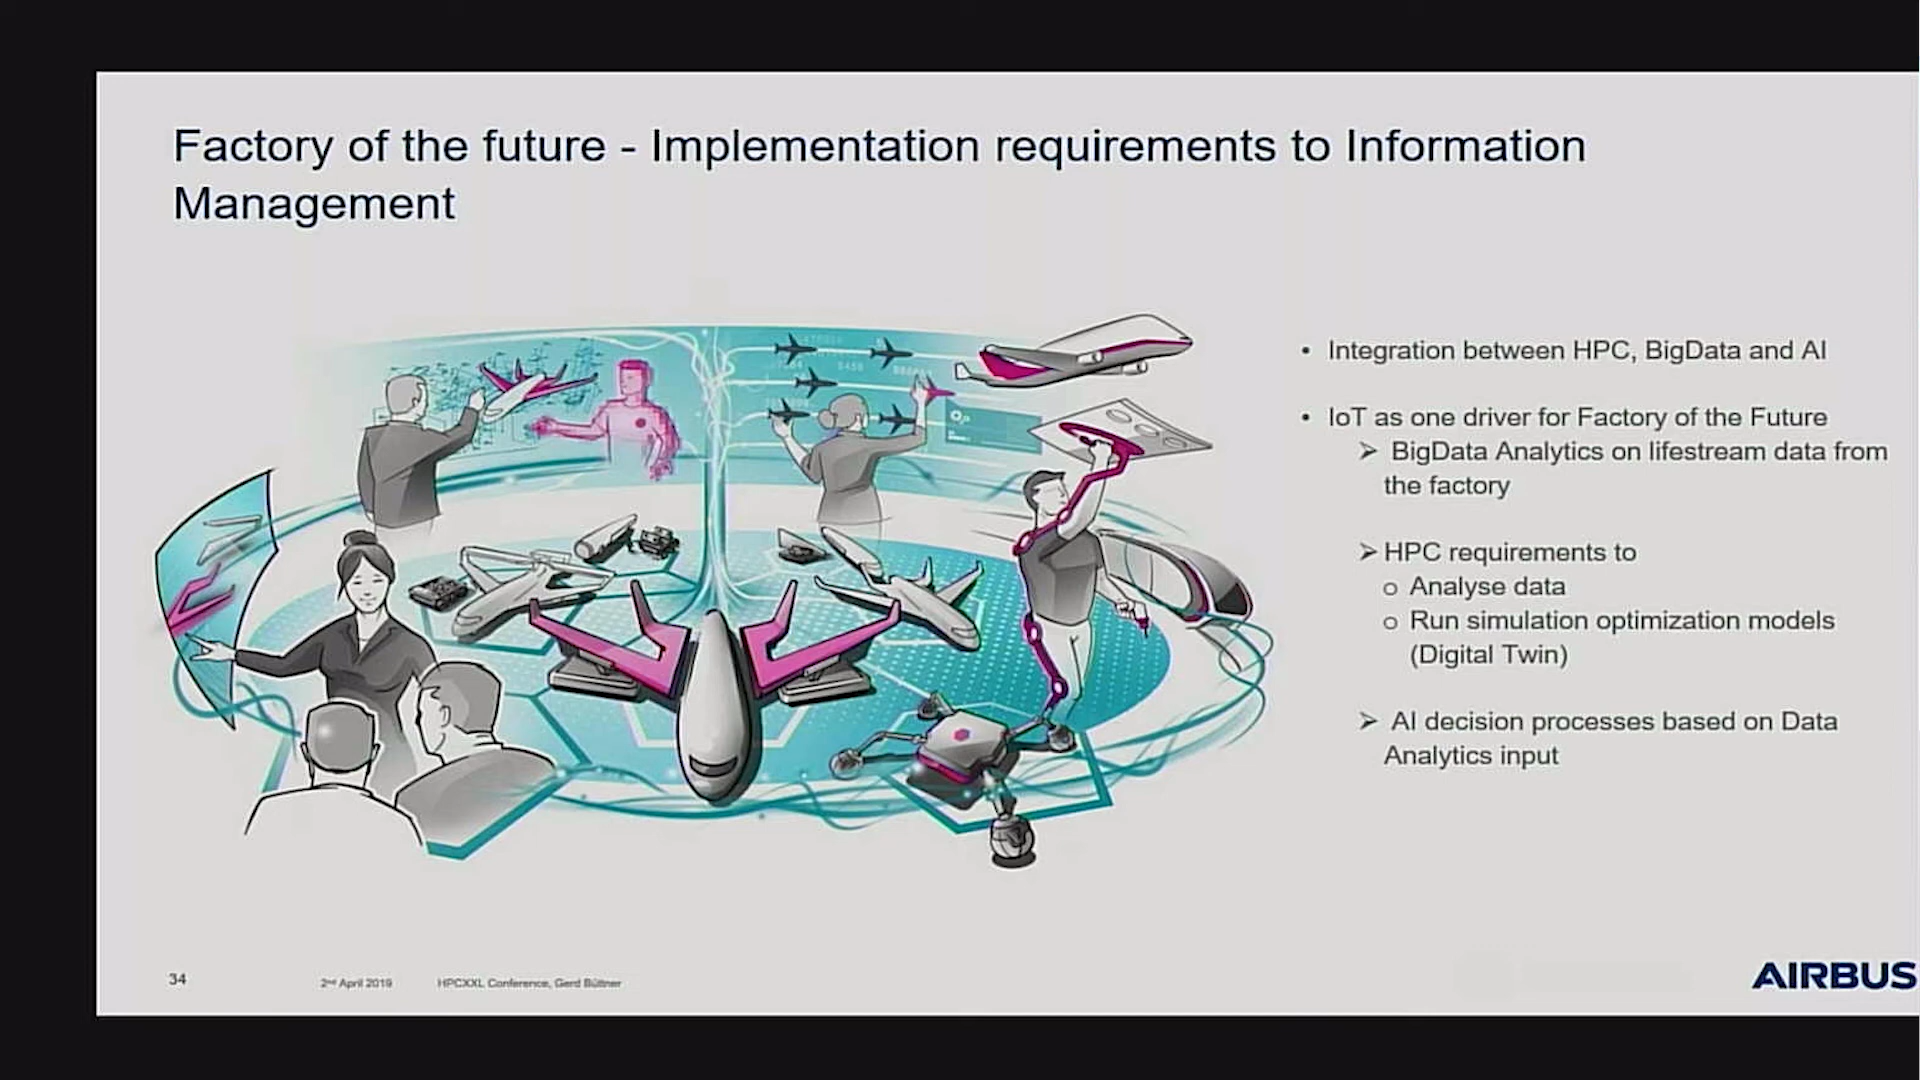 Factory of the future - Implementation requirements to Information
Management
• Integration between HPC, BigData and AI
• IoT as one driver for Factory of the Future
➢ BigData Analytics on lifestream data from
the factory
➢ HPC requirements to
o Analyse data
o Run simulation optimization models
(Digital Twin)
➢ AI decision processes based on Data
Analytics input
34
2nd April 2019
HPCXXL Conference, Gerd Büttner
AIRBUS